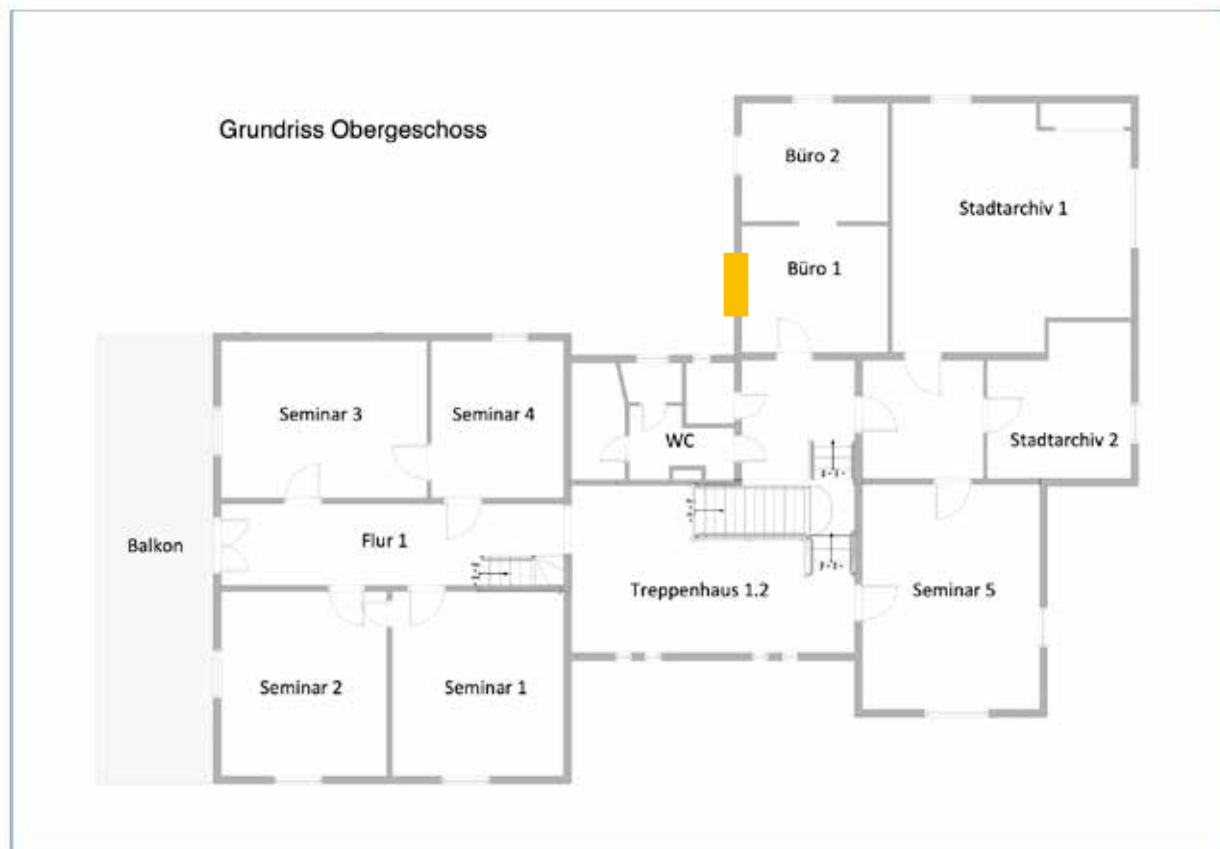 Grundriss Obergeschoss
Büro 2
Stadtarchiv 1
Büro 1
Seminar 3
Seminar 4
WC
Stadtarchiv 2
Balkon
Flur 1
Treppenhaus 1.2
Seminar 5
Seminar 2
Seminar 1